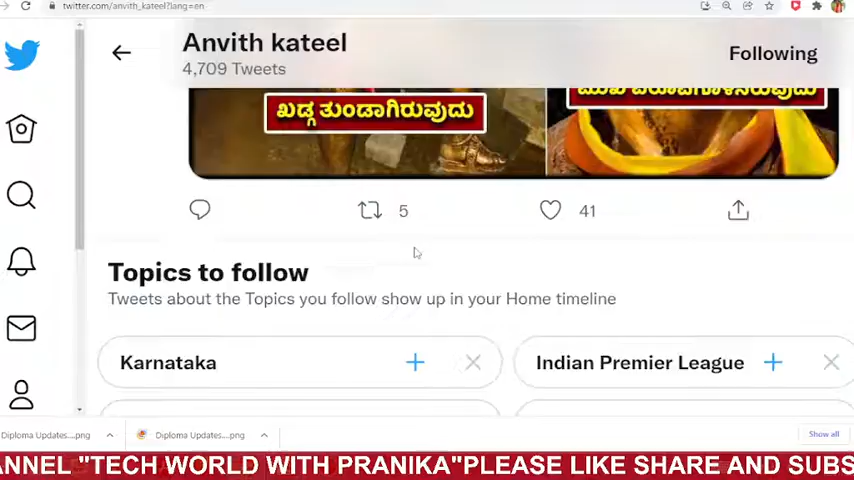 twitter.com/anvith_kateel?lang=en
Anvith kateel
4,709 Tweets
Following
ಖಡ್ಗ ತುಂಡಾಗಿರುವುದು
5
41
Topics to follow
Tweets about the Topics you follow show up in your Home timeline
Karnataka
Indian Premier League
Diploma Updates....png
Diploma Updates....png
Show all
ANNEL "TECH WORLD WITH PRANIKA"PLEASE LIKE SHARE AND SUBS